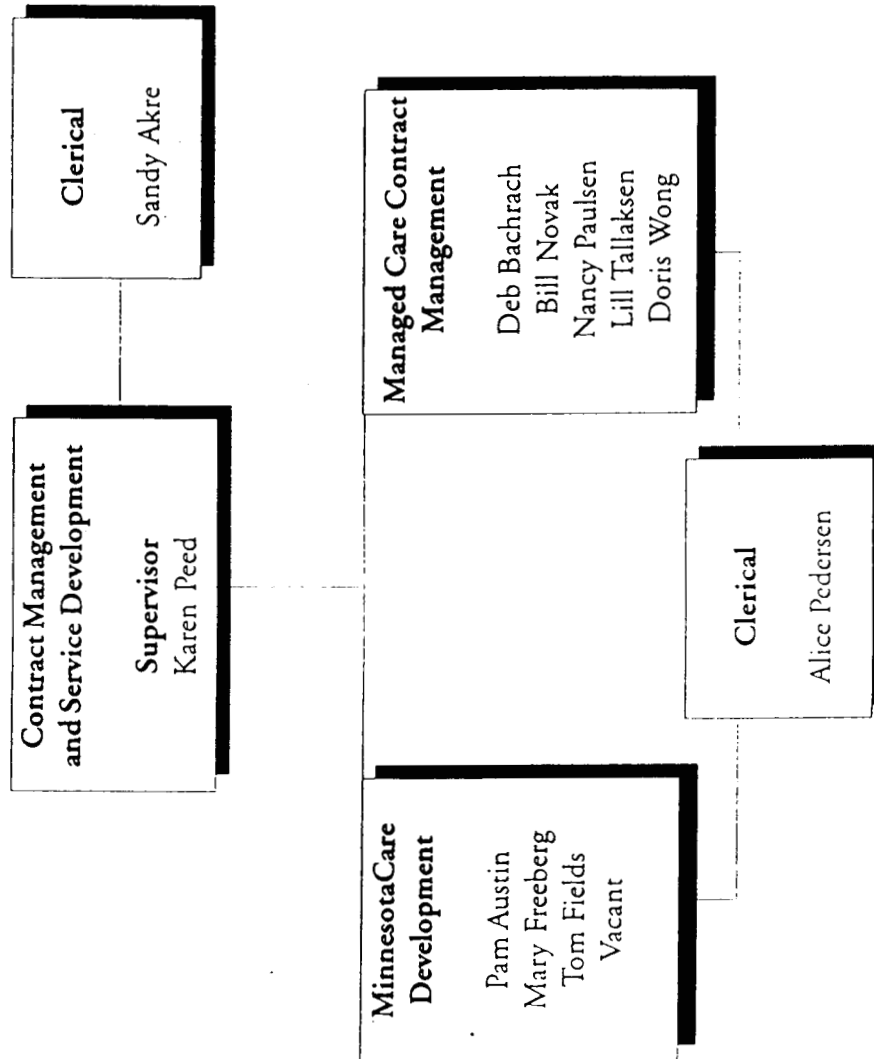 Contract Management
and Service Development
Supervisor
Karen Peed
Clerical
Sandy Akre
MinnesotaCare
Development
Pam Austin
Mary Freeberg
Tom Fields
Vacant
Managed Care Contract
Management
Deb Bachrach
Bill Novak
Nancy Paulsen
Lill Tallaksen
Doris Wong
Clerical
Alice Pedersen